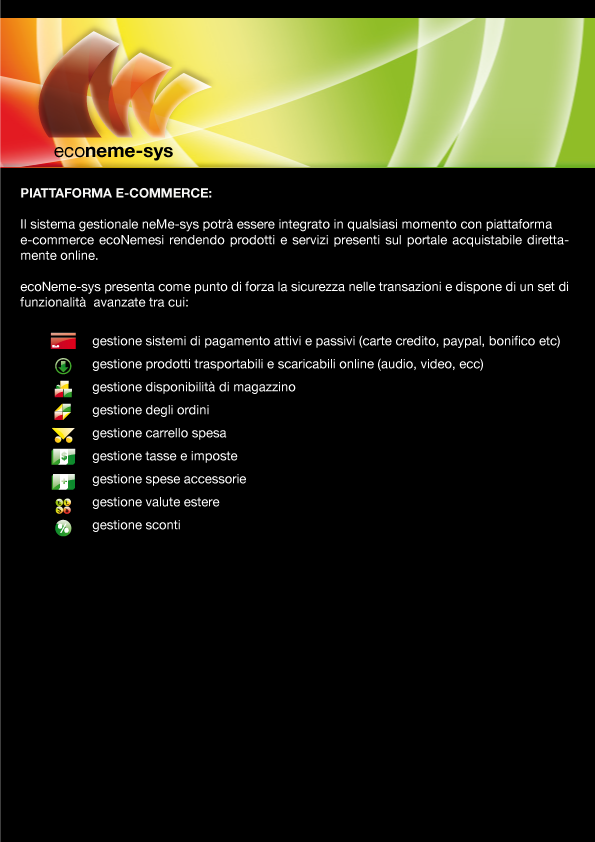 econeme-sys
PIATTAFORMA E-COMMERCE:
Il sistema gestionale neMe-sys potrà essere integrato in qualsiasi momento con piattaforma
e-commerce ecoNemesi rendendo prodotti e servizi presenti sul portale acquistabile diretta-
mente online.
ecoNeme-sys presenta come punto di forza la sicurezza nelle transazioni e dispone di un set di
funzionalità avanzate tra cui:
gestione sistemi di pagamento attivi e passivi (carte credito, paypal, bonifico etc)
gestione prodotti trasportabili e scaricabili online (audio, video, ecc)
gestione disponibilità di magazzino
gestione degli ordini
gestione carrello spesa
gestione tasse e imposte
gestione spese accessorie
gestione valute estere
gestione sconti